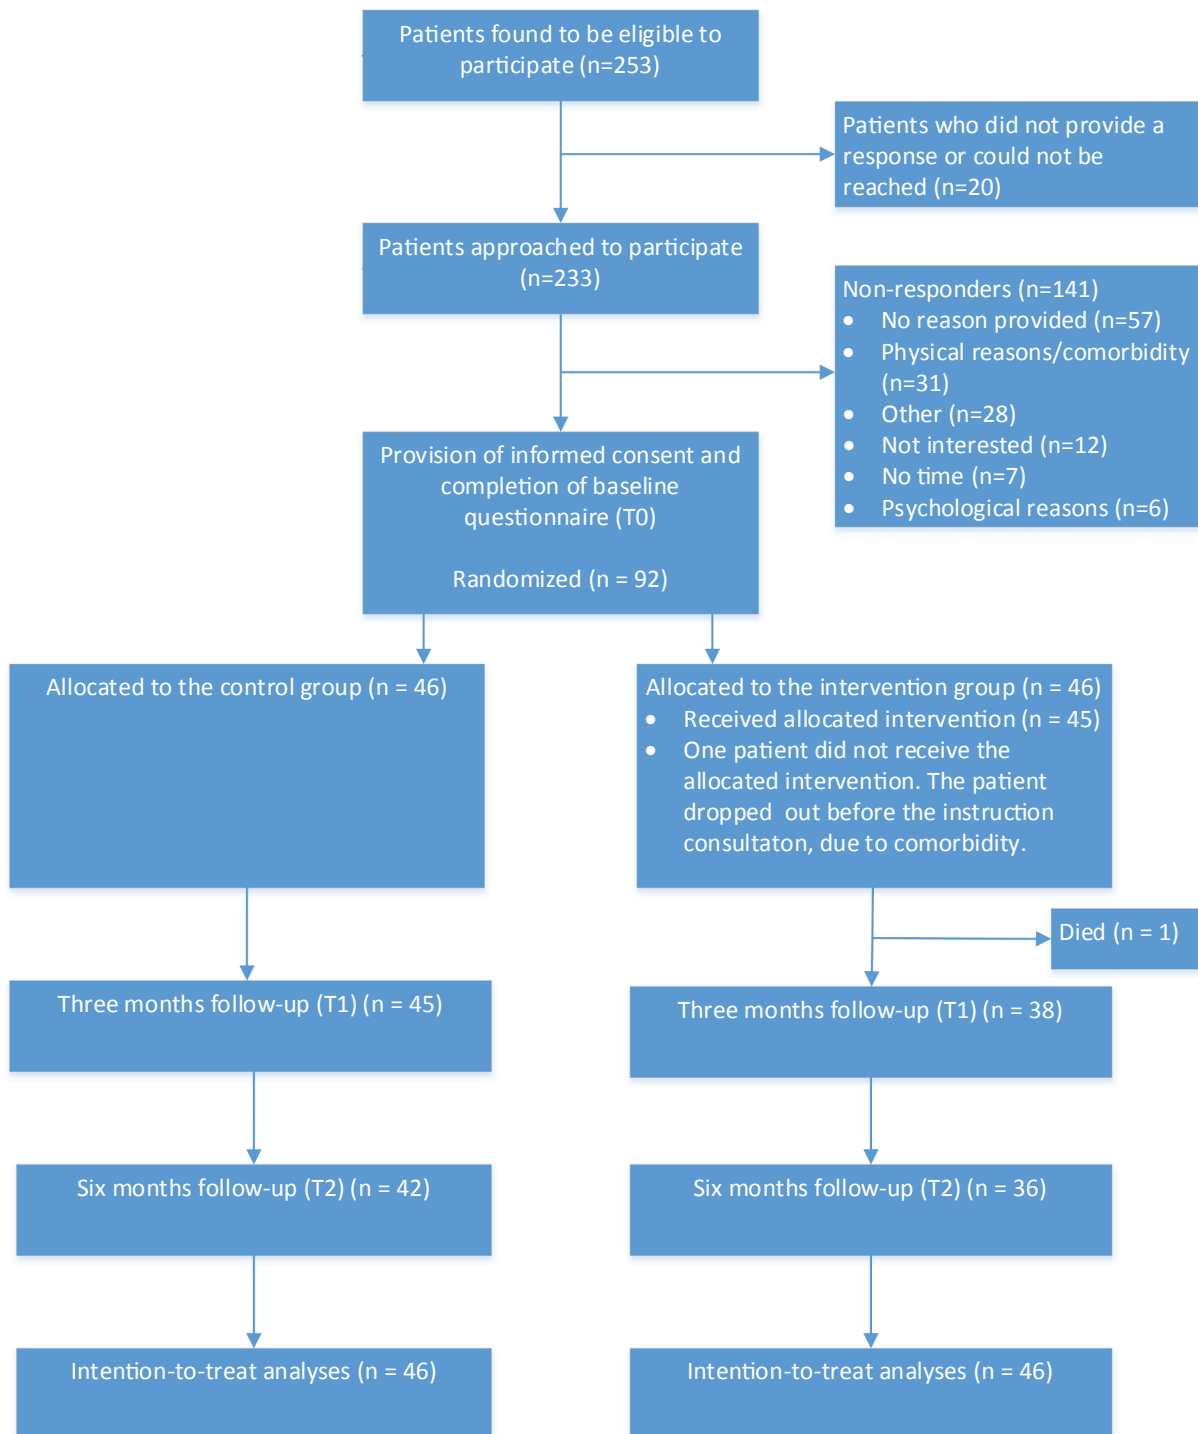 Patients found to be eligible to
participate (n=253)
Patients who did not provide a
response or could not be
reached (n=20)
Patients approached to participate
(n=233)
Non-responders (n=141)
• No reason provided (n=57)
• Physical reasons/comorbidity
(n=31)
• Other (n=28)
• Not interested (n=12)
• No time (n=7)
• Psychological reasons (n=6)
Provision of informed consent and
completion of baseline
questionnaire (T0)
Randomized (n = 92)
Allocated to the control group (n = 46)
Allocated to the intervention group (n = 46)
• Received allocated intervention (n = 45)
• One patient did not receive the
allocated intervention. The patient
dropped  out before the instruction
consultaton, due to comorbidity.
Died (n = 1)
Three months follow-up (T1) (n = 45)
Three months follow-up (T1) (n = 38)
Six months follow-up (T2) (n = 42)
Six months follow-up (T2) (n = 36)
Intention-to-treat analyses (n = 46)
Intention-to-treat analyses (n = 46)